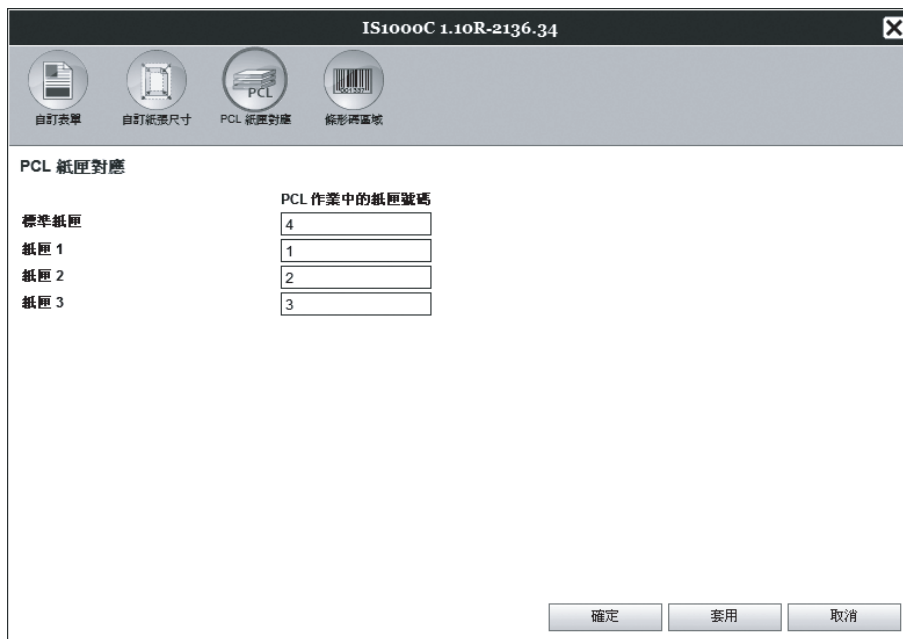 IS1000C 1.10R-2136.34
PCL
001307
自訂表單 自訂紙張尺寸 PCL 紙匣對應 條形碼區域
PCL 紙匣對應
PCL 作業中的紙匣號碼
標準紙匣 4
紙匣 1 1
紙匣 2 2
紙匣 3 3
確定 套用 取消